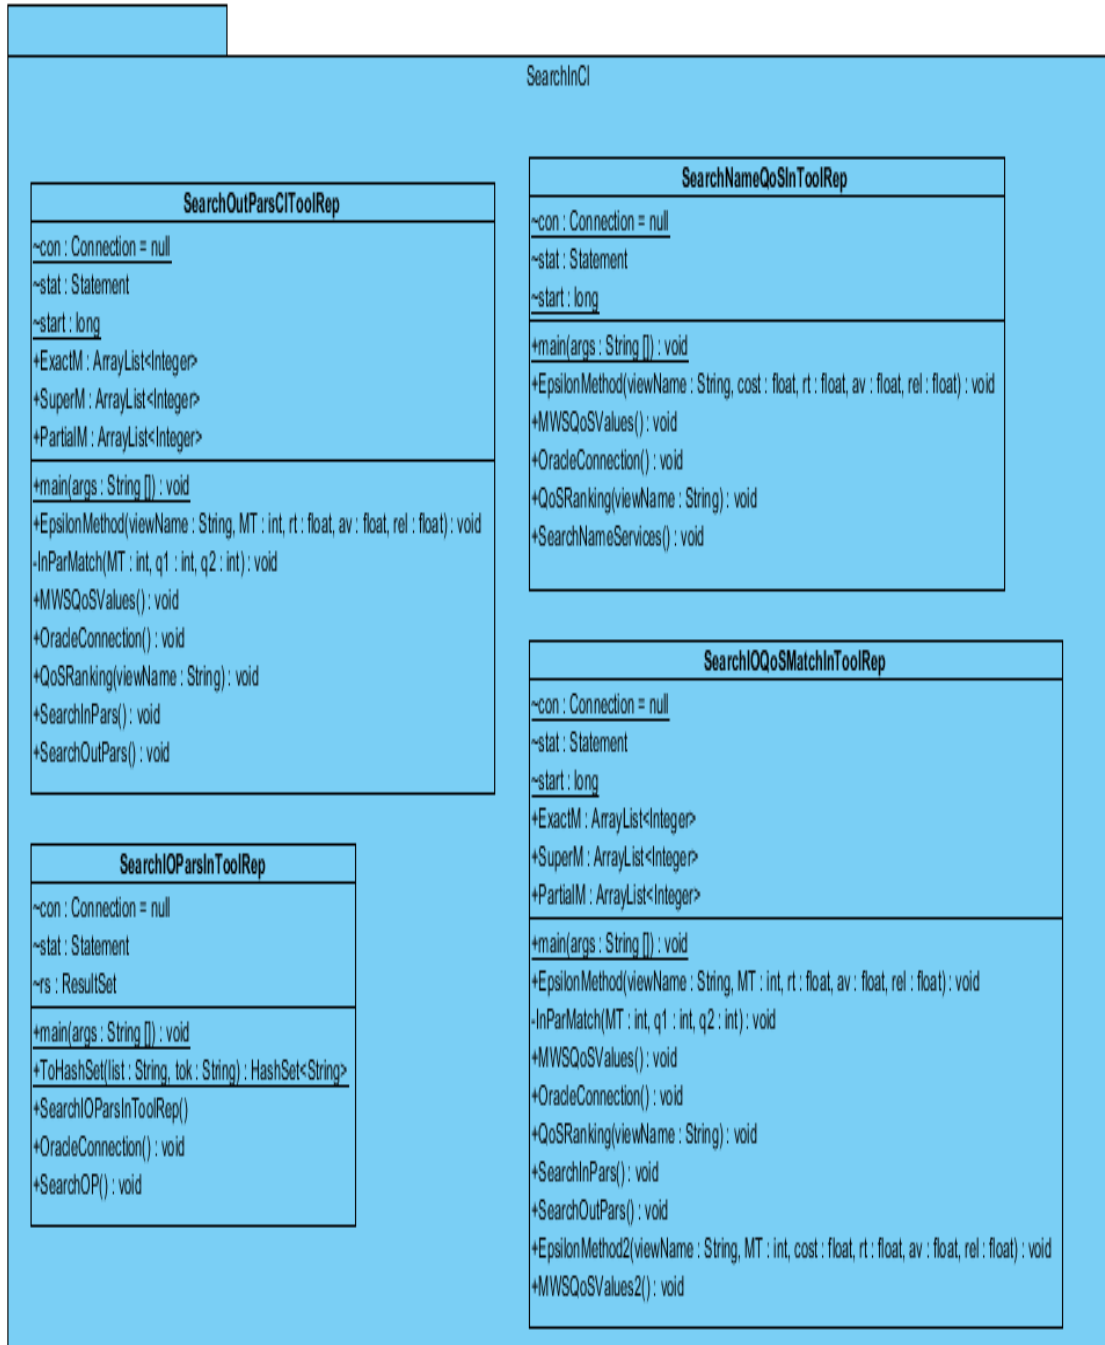 SearchInCI
SearchOutParsCIToolRep
~con : Connection = null
~stat : Statement
~start : long
+ExactM : ArrayList<Integer>
+SuperM : ArrayList<Integer>
+PartialM : ArrayList<Integer>
+main(args : String []) : void
+EpsilonMethod(viewName : String, MT : int, rt : float, av : float, rel : float) : void
-InParMatch(MT : int, q1 : int, q2 : int) : void
+MWSQoSValues() : void
+OracleConnection() : void
+QoSRanking(viewName : String) : void
+SearchInPars() : void
+SearchOutPars() : void
SearchNameQoSInToolRep
~con : Connection = null
~stat : Statement
~start : long
+main(args : String []) : void
+EpsilonMethod(viewName : String, cost : float, rt : float, av : float, rel : float) : void
+MWSQoSValues() : void
+OracleConnection() : void
+QoSRanking(viewName : String) : void
+SearchNameServices() : void
SearchIOParsInToolRep
~con : Connection = null
~stat : Statement
~rs : ResultSet
+main(args : String []) : void
+ToHashSet(list : String, tok : String) : HashSet<String>
+SearchIOParsInToolRep()
+OracleConnection() : void
+SearchOP() : void
SearchIOQoSMatchInToolRep
~con : Connection = null
~stat : Statement
~start : long
+ExactM : ArrayList<Integer>
+SuperM : ArrayList<Integer>
+PartialM : ArrayList<Integer>
+main(args : String []) : void
+EpsilonMethod(viewName : String, MT : int, rt : float, av : float, rel : float) : void
-InParMatch(MT : int, q1 : int, q2 : int) : void
+MWSQoSValues() : void
+OracleConnection() : void
+QoSRanking(viewName : String) : void
+SearchInPars() : void
+SearchOutPars() : void
+EpsilonMethod2(viewName : String, MT : int, cost : float, rt : float, av : float, rel : float) : void
+MWSQoSValues2() : void